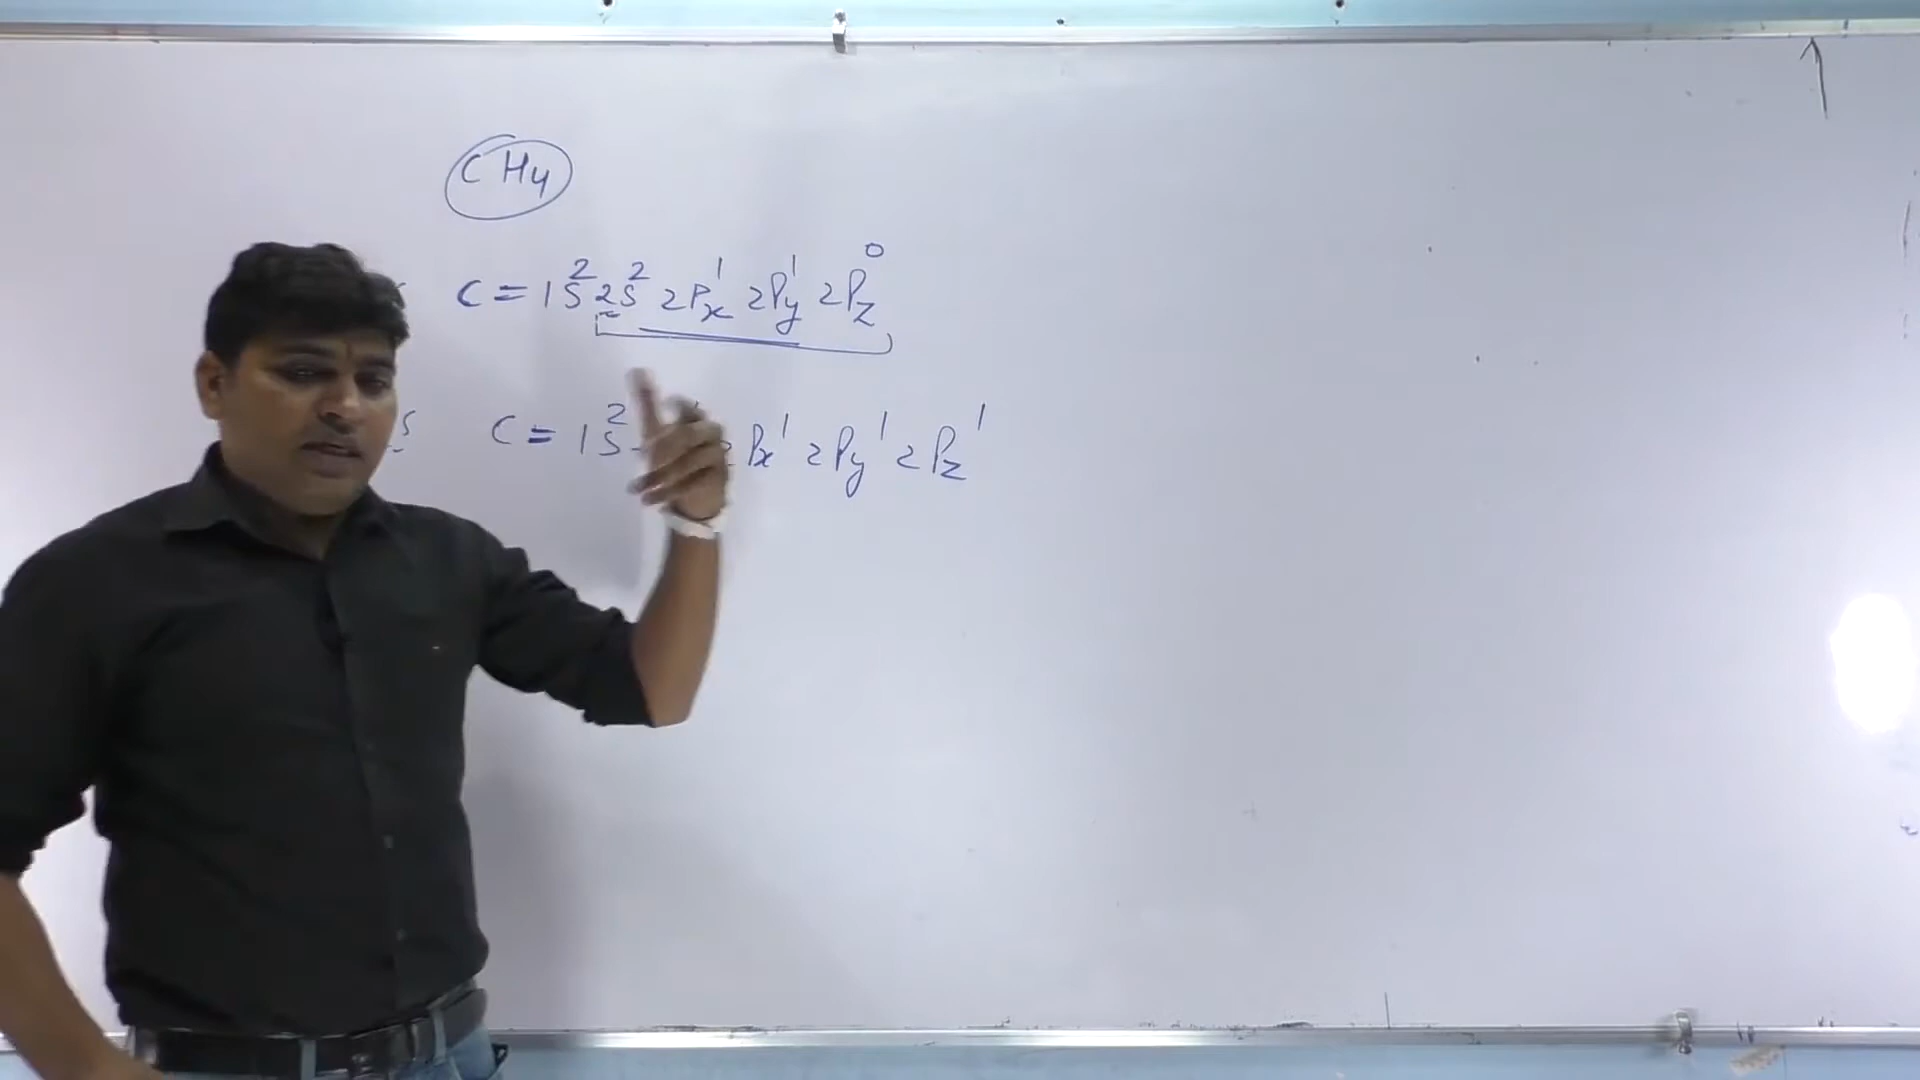 CH4
C = 1S² 2S² 2Px¹ 2Py¹ 2Pz⁰
C = 1S² 2Px¹ 2Py¹ 2Pz¹